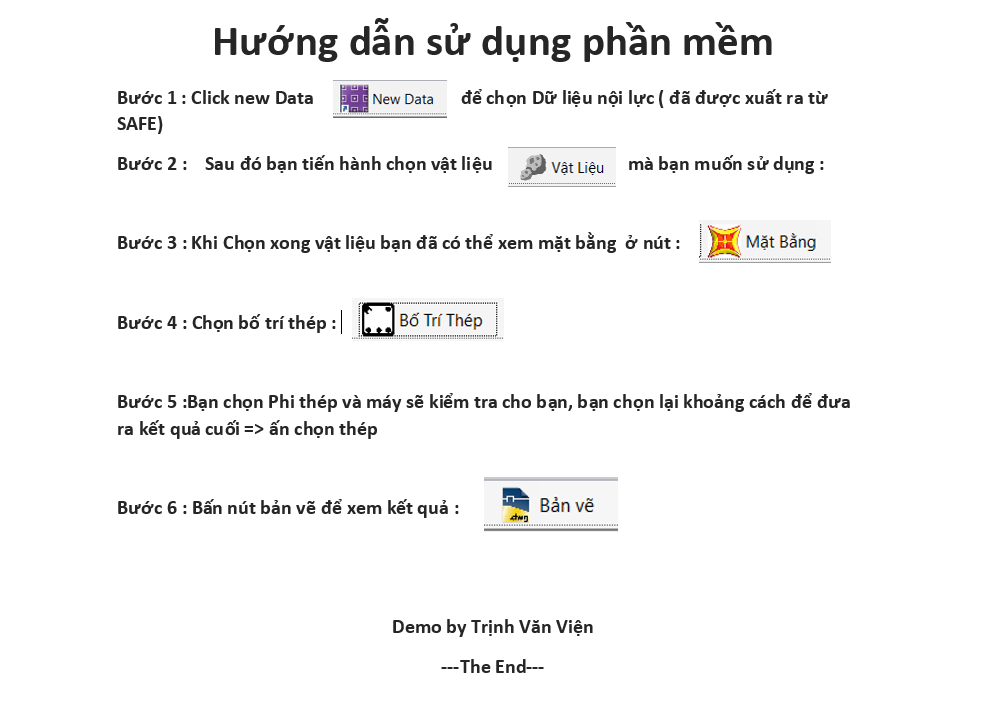 Hướng dẫn sử dụng phần mềm
Bước 1 : Click new Data New Data để chọn Dữ liệu nội lực ( đã được xuất ra từ
SAFE)
Bước 2 : Sau đó bạn tiến hành chọn vật liệu Vật Liệu mà bạn muốn sử dụng :
Bước 3 : Khi Chọn xong vật liệu bạn đã có thể xem mặt bằng ở nút : Mặt Bằng
Bước 4 : Chọn bố trí thép : Bố Trí Thép
Bước 5 :Bạn chọn Phi thép và máy sẽ kiểm tra cho bạn, bạn chọn lại khoảng cách để đưa
ra kết quả cuối => ấn chọn thép
Bước 6 : Bấn nút bản vẽ để xem kết quả : dwg Bản vẽ
Demo by Trịnh Văn Viện
---The End---